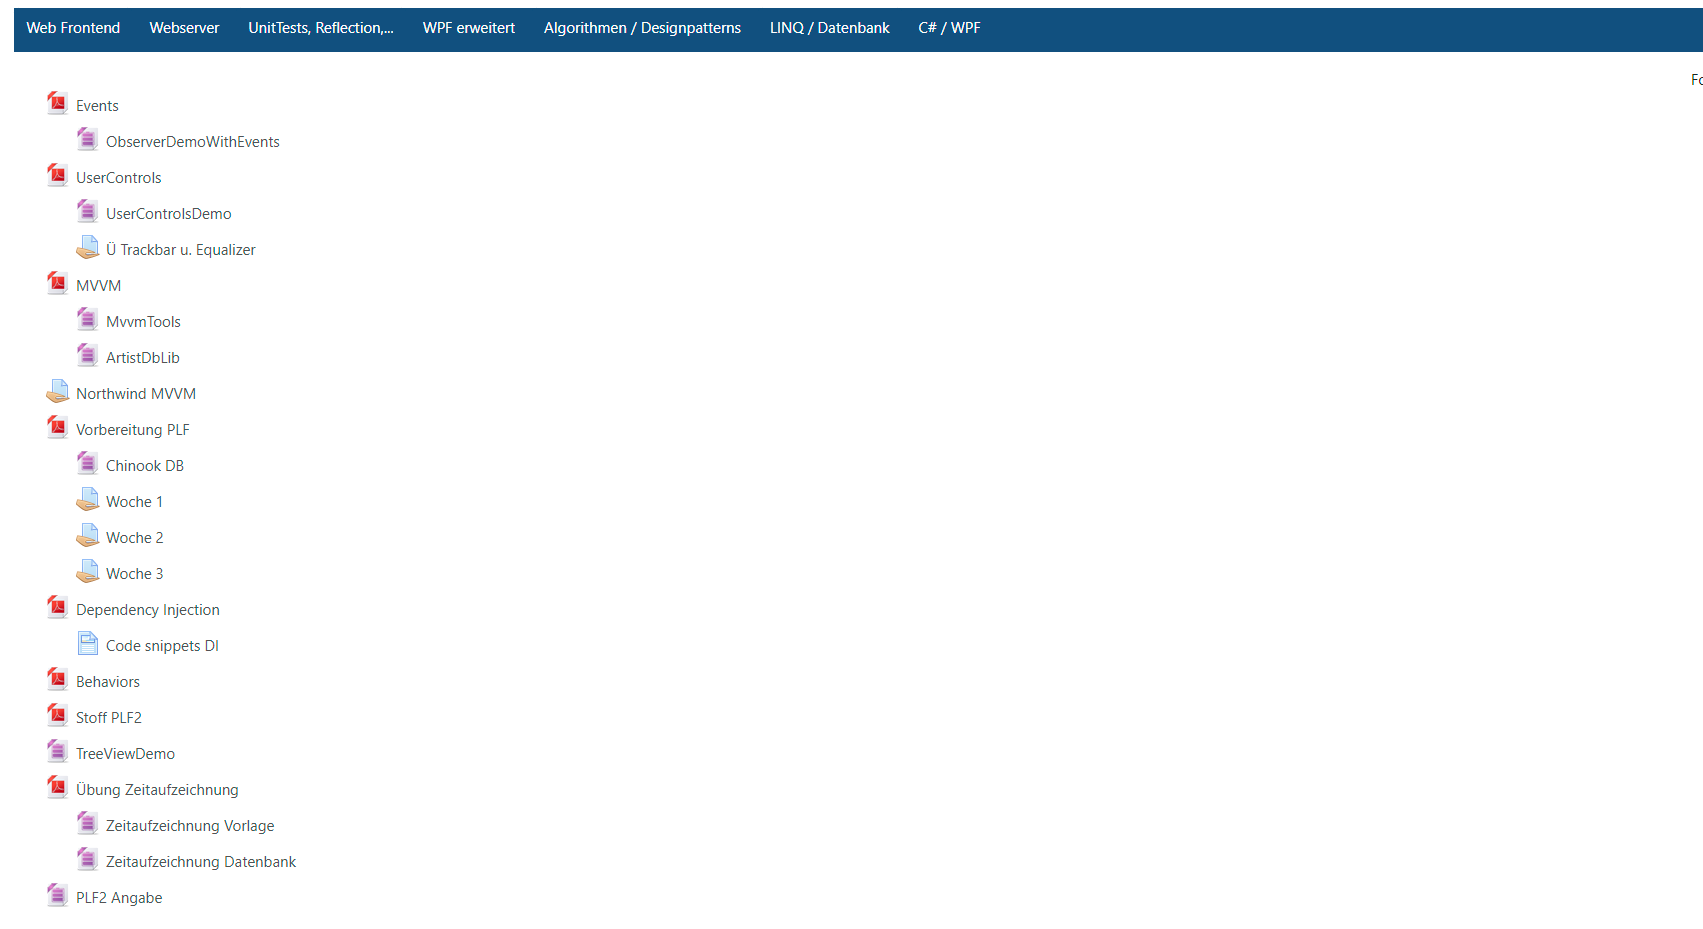 Web Frontend Webserver UnitTests, Reflection,... WPF erweitert Algorithmen / Designpatterns LINQ / Datenbank C# / WPF
Fo
Events
ObserverDemoWithEvents
UserControls
UserControlsDemo
Ü Trackbar u. Equalizer
MVVM
MvvmTools
ArtistDbLib
Northwind MVVM
Vorbereitung PLF
Chinook DB
Woche 1
Woche 2
Woche 3
Dependency Injection
Code snippets DI
Behaviors
Stoff PLF2
TreeViewDemo
Übung Zeitaufzeichnung
Zeitaufzeichnung Vorlage
Zeitaufzeichnung Datenbank
PLF2 Angabe